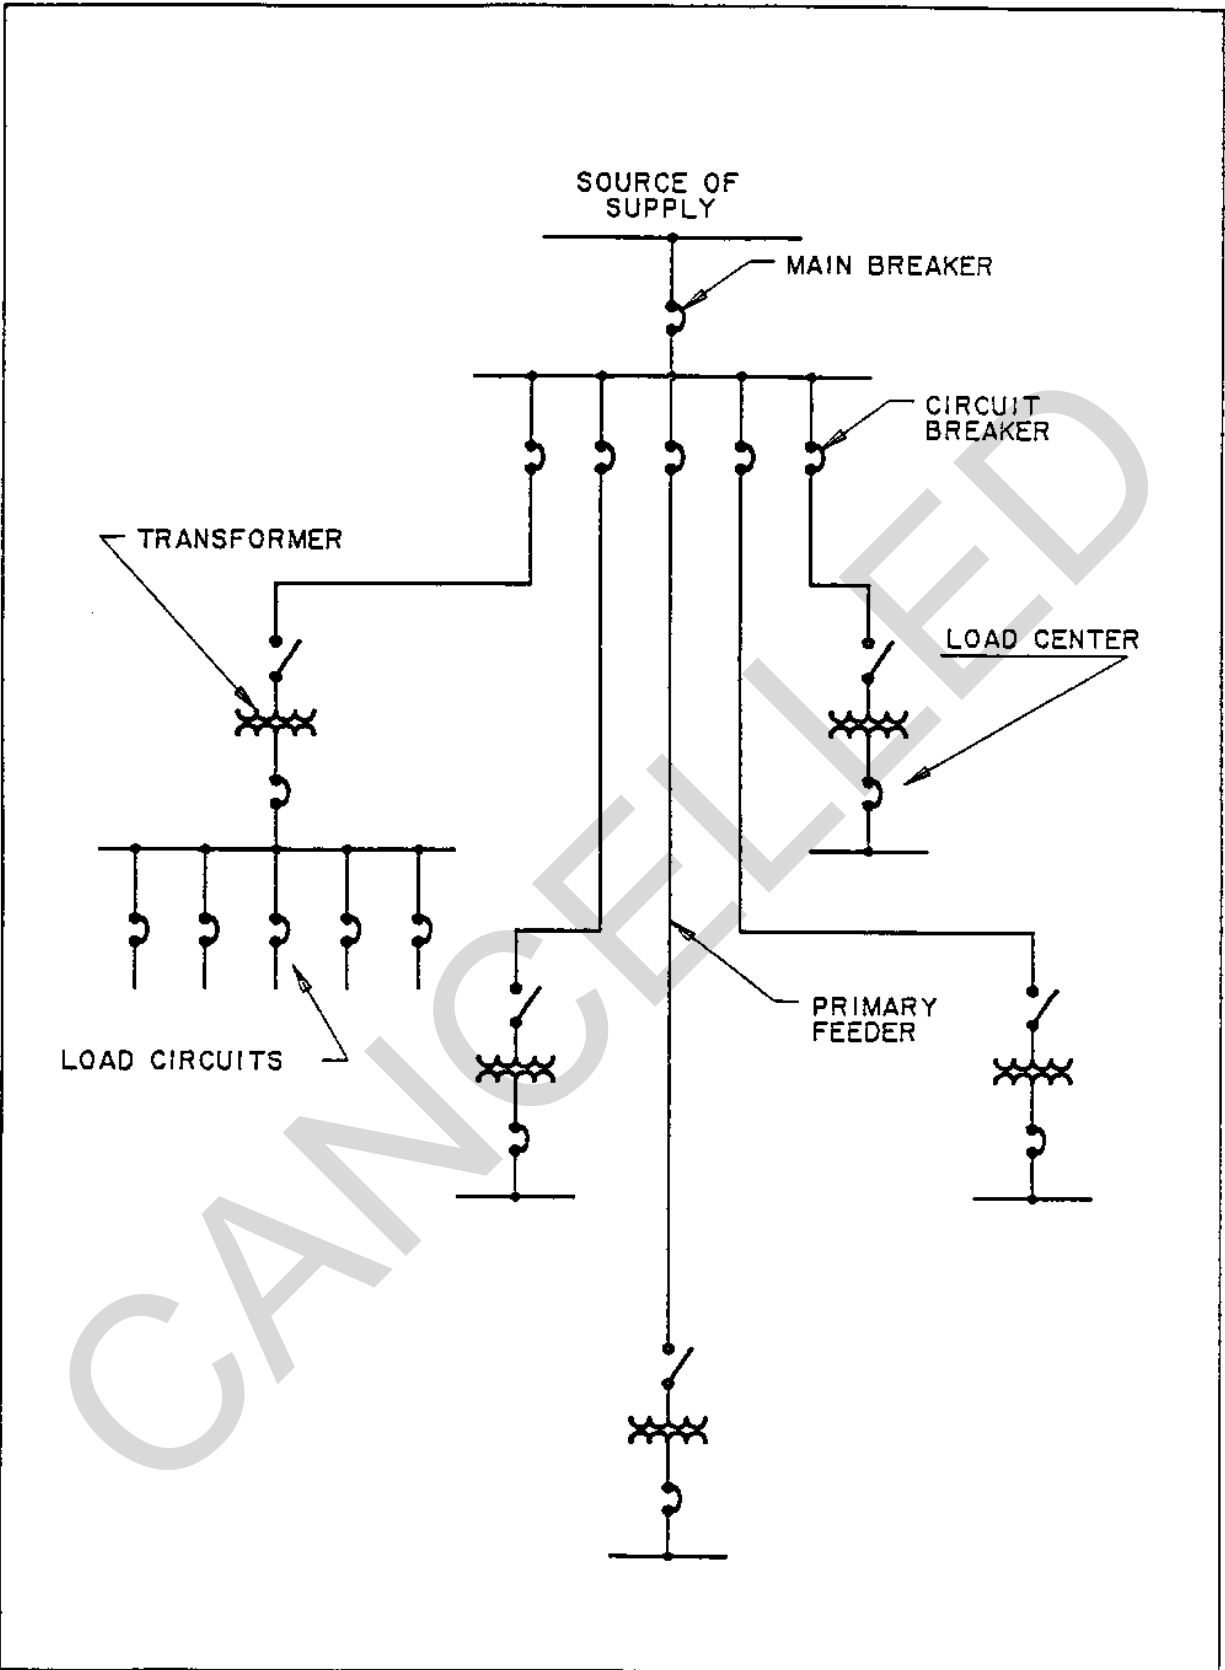 SOURCE OF
SUPPLY
MAIN BREAKER
CIRCUIT
BREAKER
TRANSFORMER
LOAD CENTER
PRIMARY
FEEDER
LOAD CIRCUITS
CANCELLED